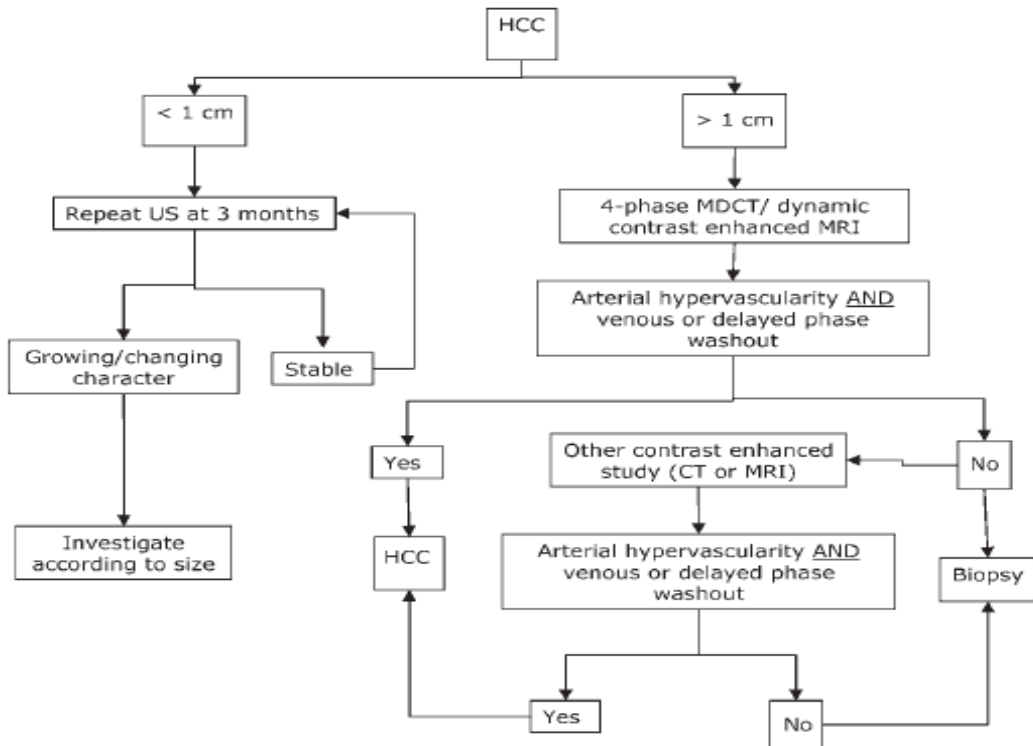 HCC
< 1 cm
> 1 cm
Repeat US at 3 months
4-phase MDCT/ dynamic
contrast enhanced MRI
Arterial hypervascularity AND
venous or delayed phase
washout
Growing/changing
character
Stable
Yes
Other contrast enhanced
study (CT or MRI)
No
Investigate
according to size
HCC
Arterial hypervascularity AND
venous or delayed phase
washout
Biopsy
Yes
No